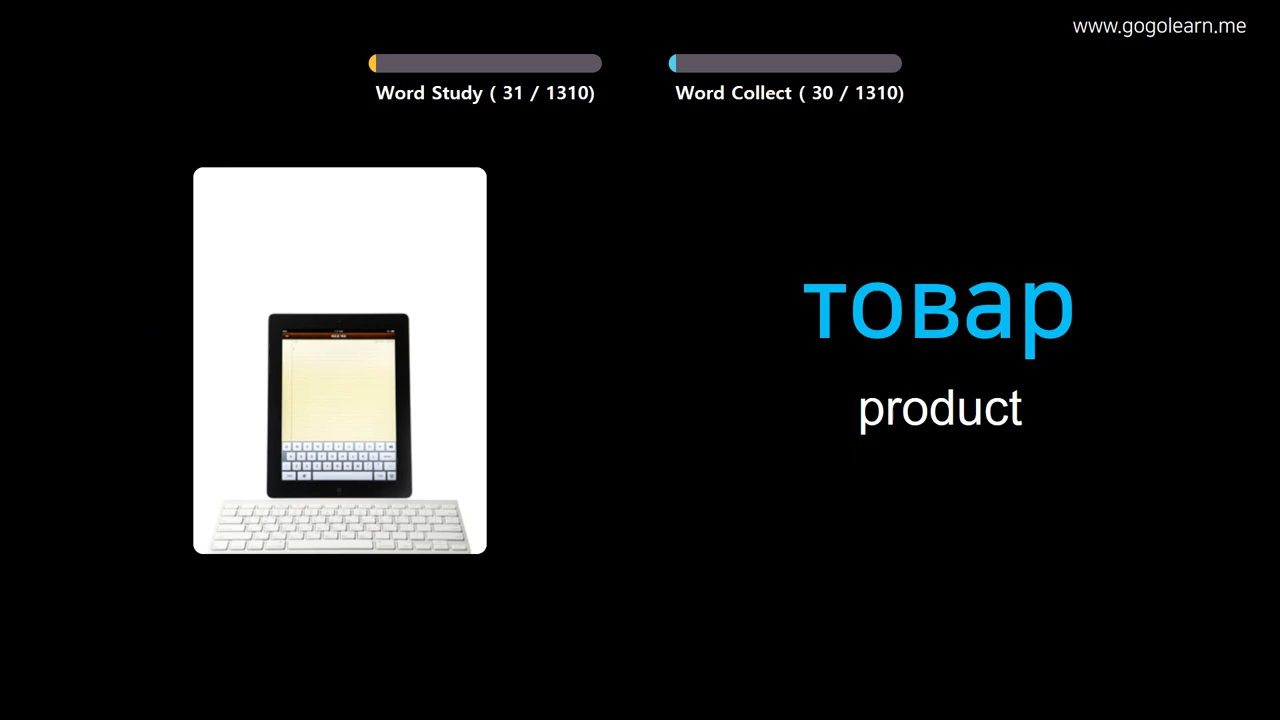 www.gogolearn.me
Word Study ( 31 / 1310)
Word Collect ( 30 / 1310)
товар
product